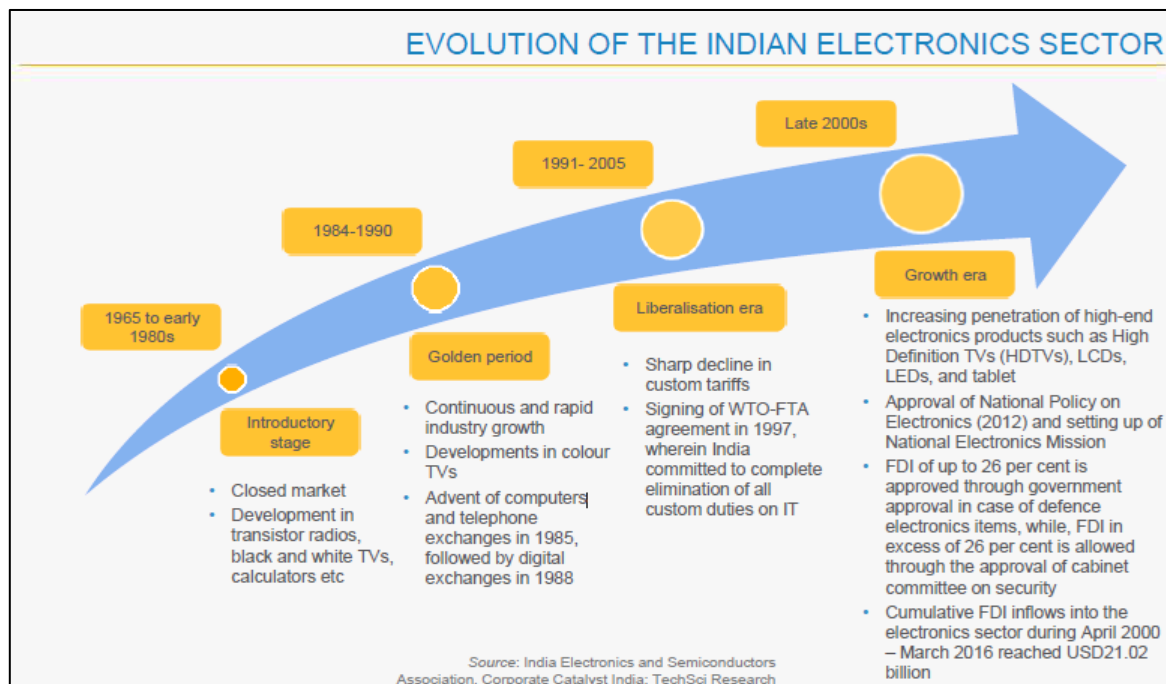 EVOLUTION OF THE INDIAN ELECTRONICS SECTOR
1965 to early
1980s
Introductory
stage
• Closed market
• Development in
transistor radios,
black and white TVs,
calculators etc
1984-1990
Golden period
• Continuous and rapid
industry growth
• Developments in colour
TVs
• Advent of computers
and telephone
exchanges in 1985,
followed by digital
exchanges in 1988
1991- 2005
Liberalisation era
• Sharp decline in
custom tariffs
• Signing of WTO-FTA
agreement in 1997,
wherein India
committed to complete
elimination of all
custom duties on IT
Late 2000s
Growth era
• Increasing penetration of high-end
electronics products such as High
Definition TVs (HDTVs), LCDs,
LEDs, and tablet
• Approval of National Policy on
Electronics (2012) and setting up of
National Electronics Mission
• FDI of up to 26 per cent is
approved through government
approval in case of defence
electronics items, while, FDI in
excess of 26 per cent is allowed
through the approval of cabinet
committee on security
• Cumulative FDI inflows into the
electronics sector during April 2000
– March 2016 reached USD21.02
billion
Source: India Electronics and Semiconductors
Association, Corporate Catalyst India; TechSci Research